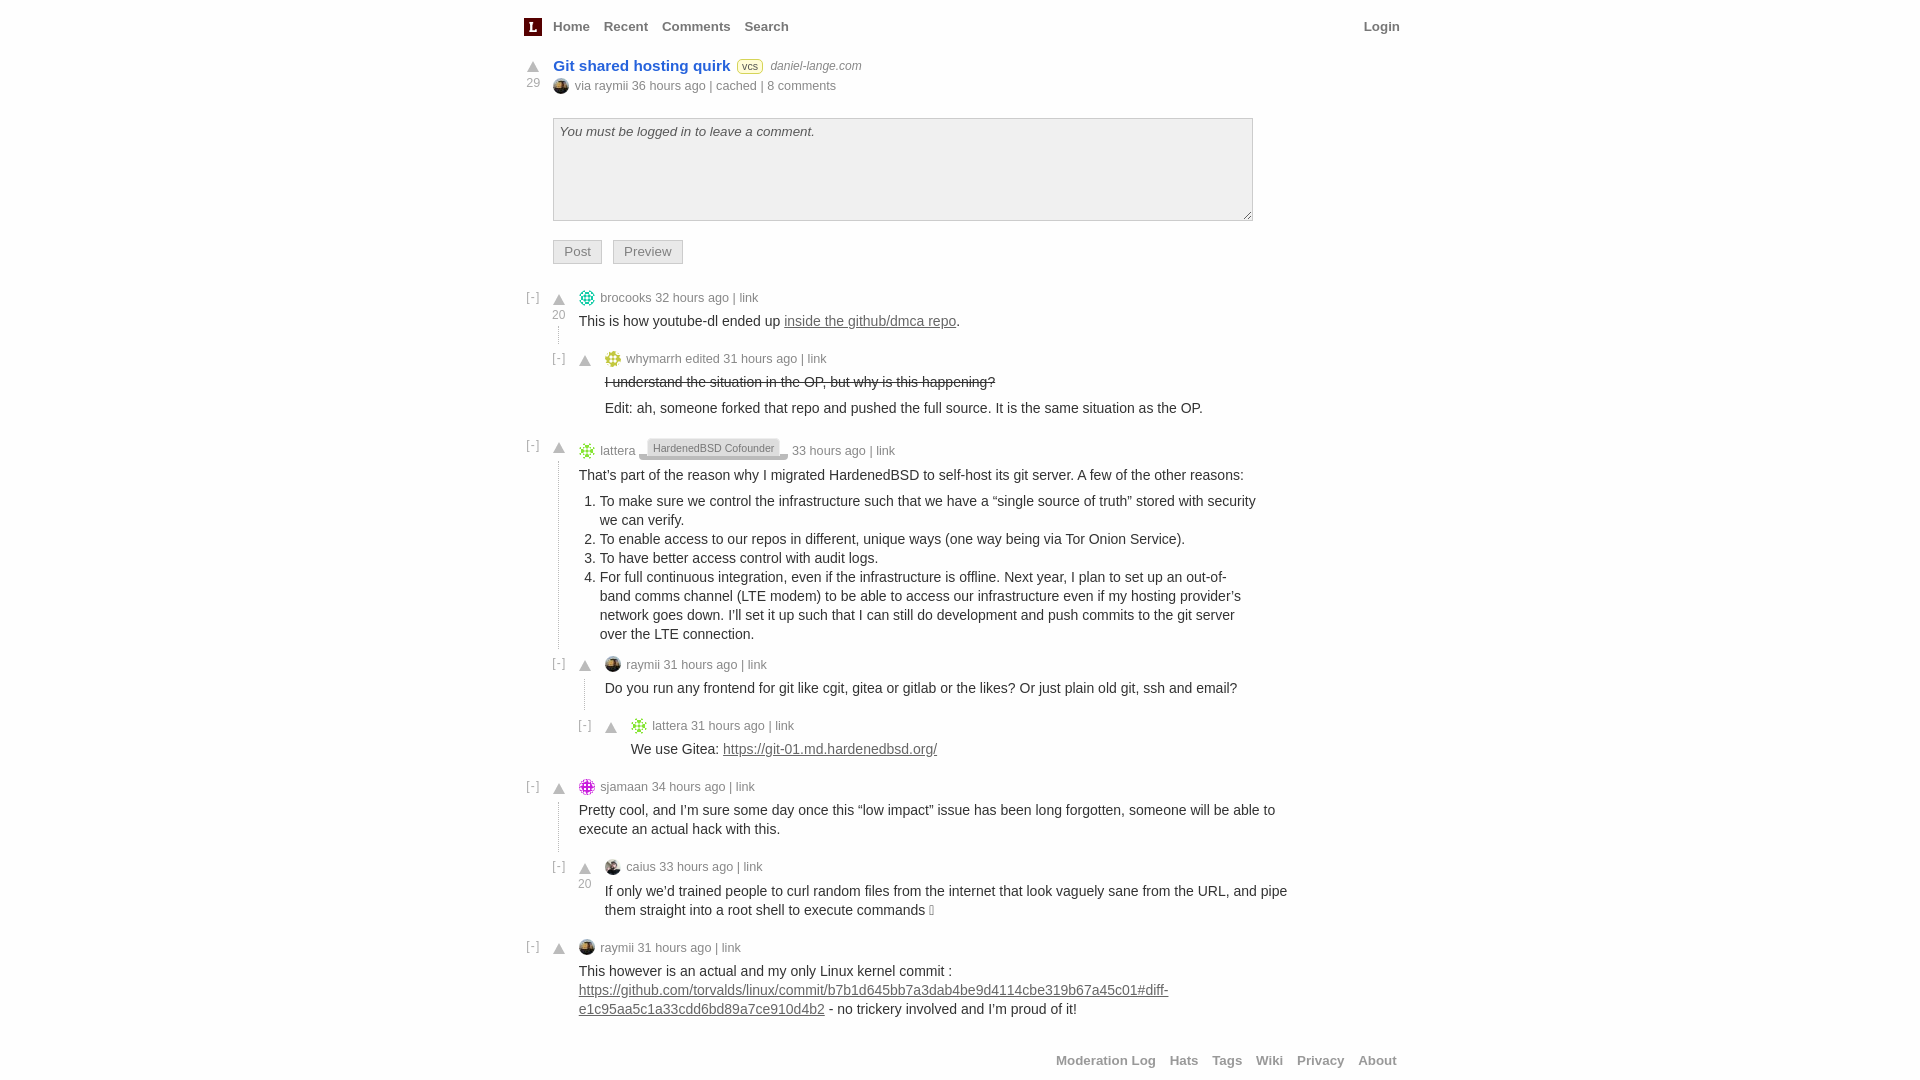 L Home Recent Comments Search Login
Git shared hosting quirk vcs daniel-lange.com
29
via raymii 36 hours ago | cached | 8 comments
You must be logged in to leave a comment.
Post Preview
[-] brocooks 32 hours ago | link
20
This is how youtube-dl ended up inside the github/dmca repo.
[-] whymarrh edited 31 hours ago | link
I understand the situation in the OP, but why is this happening?
Edit: ah, someone forked that repo and pushed the full source. It is the same situation as the OP.
[-] lattera HardenedBSD Cofounder 33 hours ago | link
That’s part of the reason why I migrated HardenedBSD to self-host its git server. A few of the other reasons:
1. To make sure we control the infrastructure such that we have a “single source of truth” stored with security
we can verify.
2. To enable access to our repos in different, unique ways (one way being via Tor Onion Service).
3. To have better access control with audit logs.
4. For full continuous integration, even if the infrastructure is offline. Next year, I plan to set up an out-of-
band comms channel (LTE modem) to be able to access our infrastructure even if my hosting provider’s
network goes down. I’ll set it up such that I can still do development and push commits to the git server
over the LTE connection.
[-] raymii 31 hours ago | link
Do you run any frontend for git like cgit, gitea or gitlab or the likes? Or just plain old git, ssh and email?
[-] lattera 31 hours ago | link
We use Gitea: https://git-01.md.hardenedbsd.org/
[-] sjamaan 34 hours ago | link
Pretty cool, and I’m sure some day once this “low impact” issue has been long forgotten, someone will be able to
execute an actual hack with this.
[-] caius 33 hours ago | link
20
If only we’d trained people to curl random files from the internet that look vaguely sane from the URL, and pipe
them straight into a root shell to execute commands
[-] raymii 31 hours ago | link
This however is an actual and my only Linux kernel commit :
https://github.com/torvalds/linux/commit/b7b1d645bb7a3dab4be9d4114cbe319b67a45c01#diff-
e1c95aa5c1a33cdd6bd89a7ce910d4b2 - no trickery involved and I’m proud of it!
Moderation Log Hats Tags Wiki Privacy About